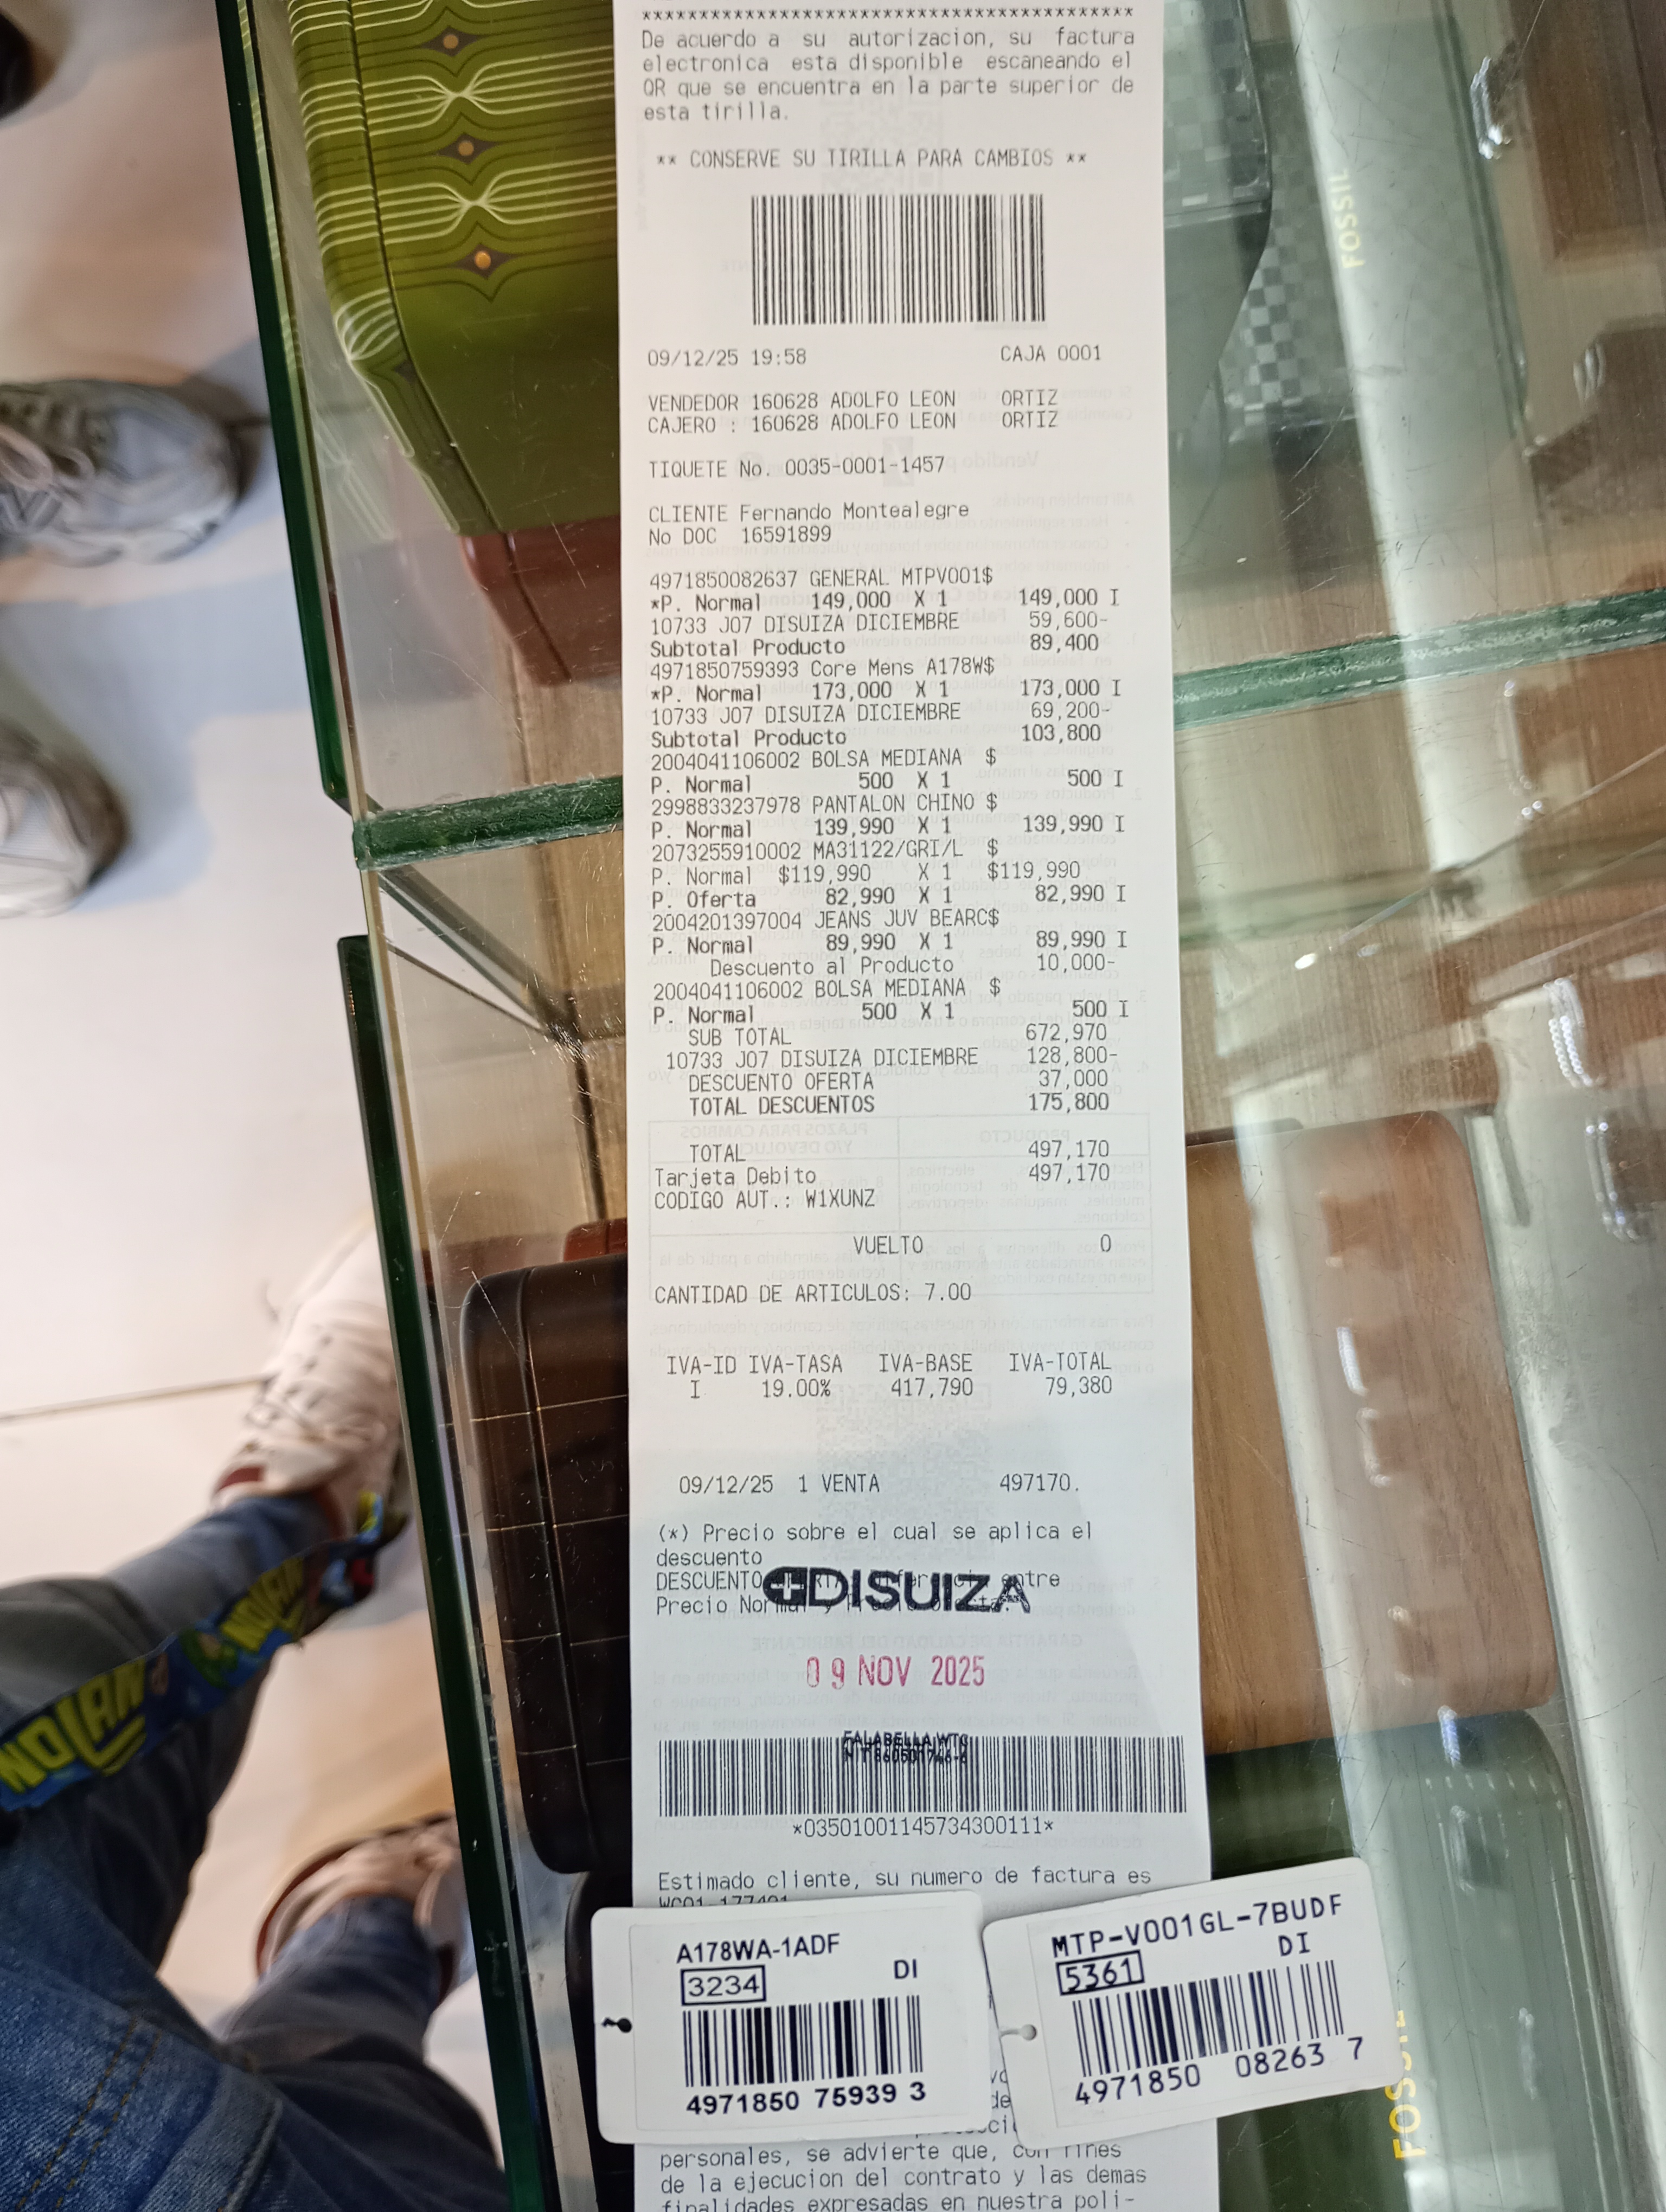 ****************************************
De acuerdo a su autorizacion, su factura
electronica esta disponible escaneando el
QR que se encuentra en la parte superior de
esta tirilla.
** CONSERVE SU TIRILLA PARA CAMBIOS **
09/12/25 19:58 CAJA 0001
VENDEDOR 160628 ADOLFO LEON ORTIZ
CAJERO : 160628 ADOLFO LEON ORTIZ
TIQUETE No. 0035-0001-1457
CLIENTE Fernando Montealegre
No DOC 16591899
4971850082637 GENERAL MTPV001$
*P. Normal 149,000 X 1 149,000 I
10733 J07 DISUIZA DICIEMBRE 59,600-
Subtotal Producto 89,400
4971850759393 Core Mens A178W$
*P. Normal 173,000 X 1 173,000 I
10733 J07 DISUIZA DICIEMBRE 69,200-
Subtotal Producto 103,800
2004041106002 BOLSA MEDIANA $
P. Normal 500 X 1 500 I
2998833237978 PANTALON CHINO $
P. Normal 139,990 X 1 139,990 I
2073255910002 MA31122/GRI/L $
P. Normal $119,990 X 1 $119,990
P. Oferta 82,990 X 1 82,990 I
2004201397004 JEANS JUV BEARC$
P. Normal 89,990 X 1 89,990 I
Descuento al Producto 10,000-
2004041106002 BOLSA MEDIANA $
P. Normal 500 X 1 500 I
SUB TOTAL 672,970
10733 J07 DISUIZA DICIEMBRE 128,800-
DESCUENTO OFERTA 37,000
TOTAL DESCUENTOS 175,800
TOTAL 497,170
Tarjeta Debito 497,170
CODIGO AUT.: W1XUNZ
VUELTO 0
CANTIDAD DE ARTICULOS: 7.00
IVA-ID IVA-TASA IVA-BASE IVA-TOTAL
I 19.00% 417,790 79,380
09/12/25 1 VENTA 497170.
(*) Precio sobre el cual se aplica el
descuento
DESCUENTO entre
Precio Normal y
DISUIZA
09 NOV 2025
FALABELLA WTC
*03501001145734300111*
Estimado cliente, su numero de factura es
A178WA-1ADF
3234 DI
4971850 75939 3
MTP-V001GL-7BUDF
5361 DI
4971850 08263 7
personales, se advierte que, con fines
de la ejecucion del contrato y las demas
finalidades expresadas en nuestra poli-
FOSSIL
FOSSIL
NOLAN
NOLAN